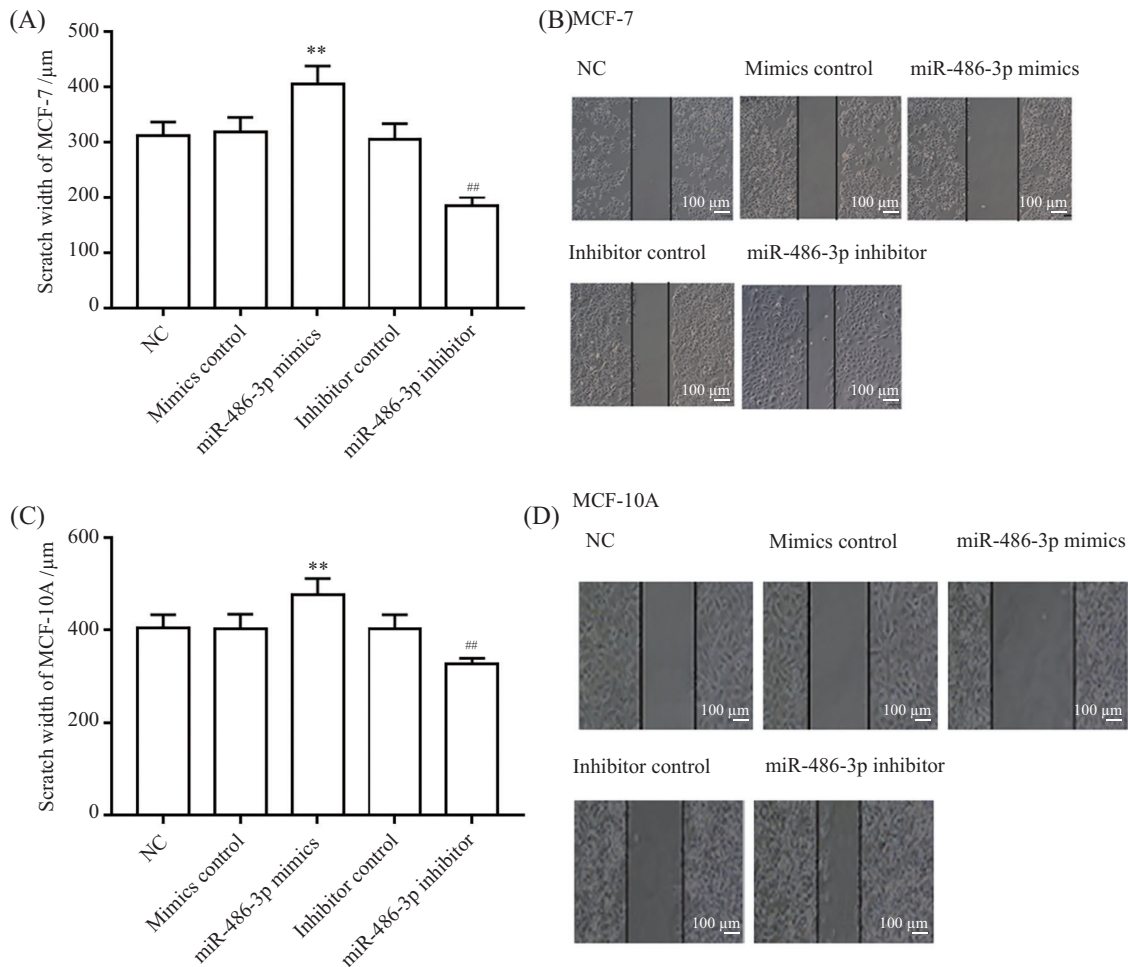 (A)
500
400
300
200
100
0
Scratch width of MCF-7 /μm
**
##
NC
Mimics control
miR-486-3p mimics
Inhibitor control
miR-486-3p inhibitor
(B) MCF-7
NC
Mimics control
miR-486-3p mimics
100 μm
100 μm
100 μm
Inhibitor control
miR-486-3p inhibitor
100 μm
100 μm
(C)
600
400
200
0
Scratch width of MCF-10A /μm
**
##
NC
Mimics control
miR-486-3p mimics
Inhibitor control
miR-486-3p inhibitor
(D) MCF-10A
NC
Mimics control
miR-486-3p mimics
100 μm
100 μm
100 μm
Inhibitor control
miR-486-3p inhibitor
100 μm
100 μm